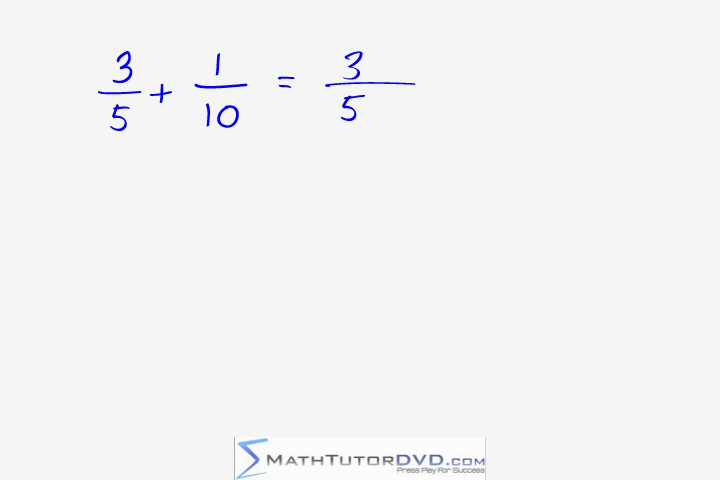 3/5 + 1/10 = 3/5
MATHTUTORDVD.COM
Press Play For Success